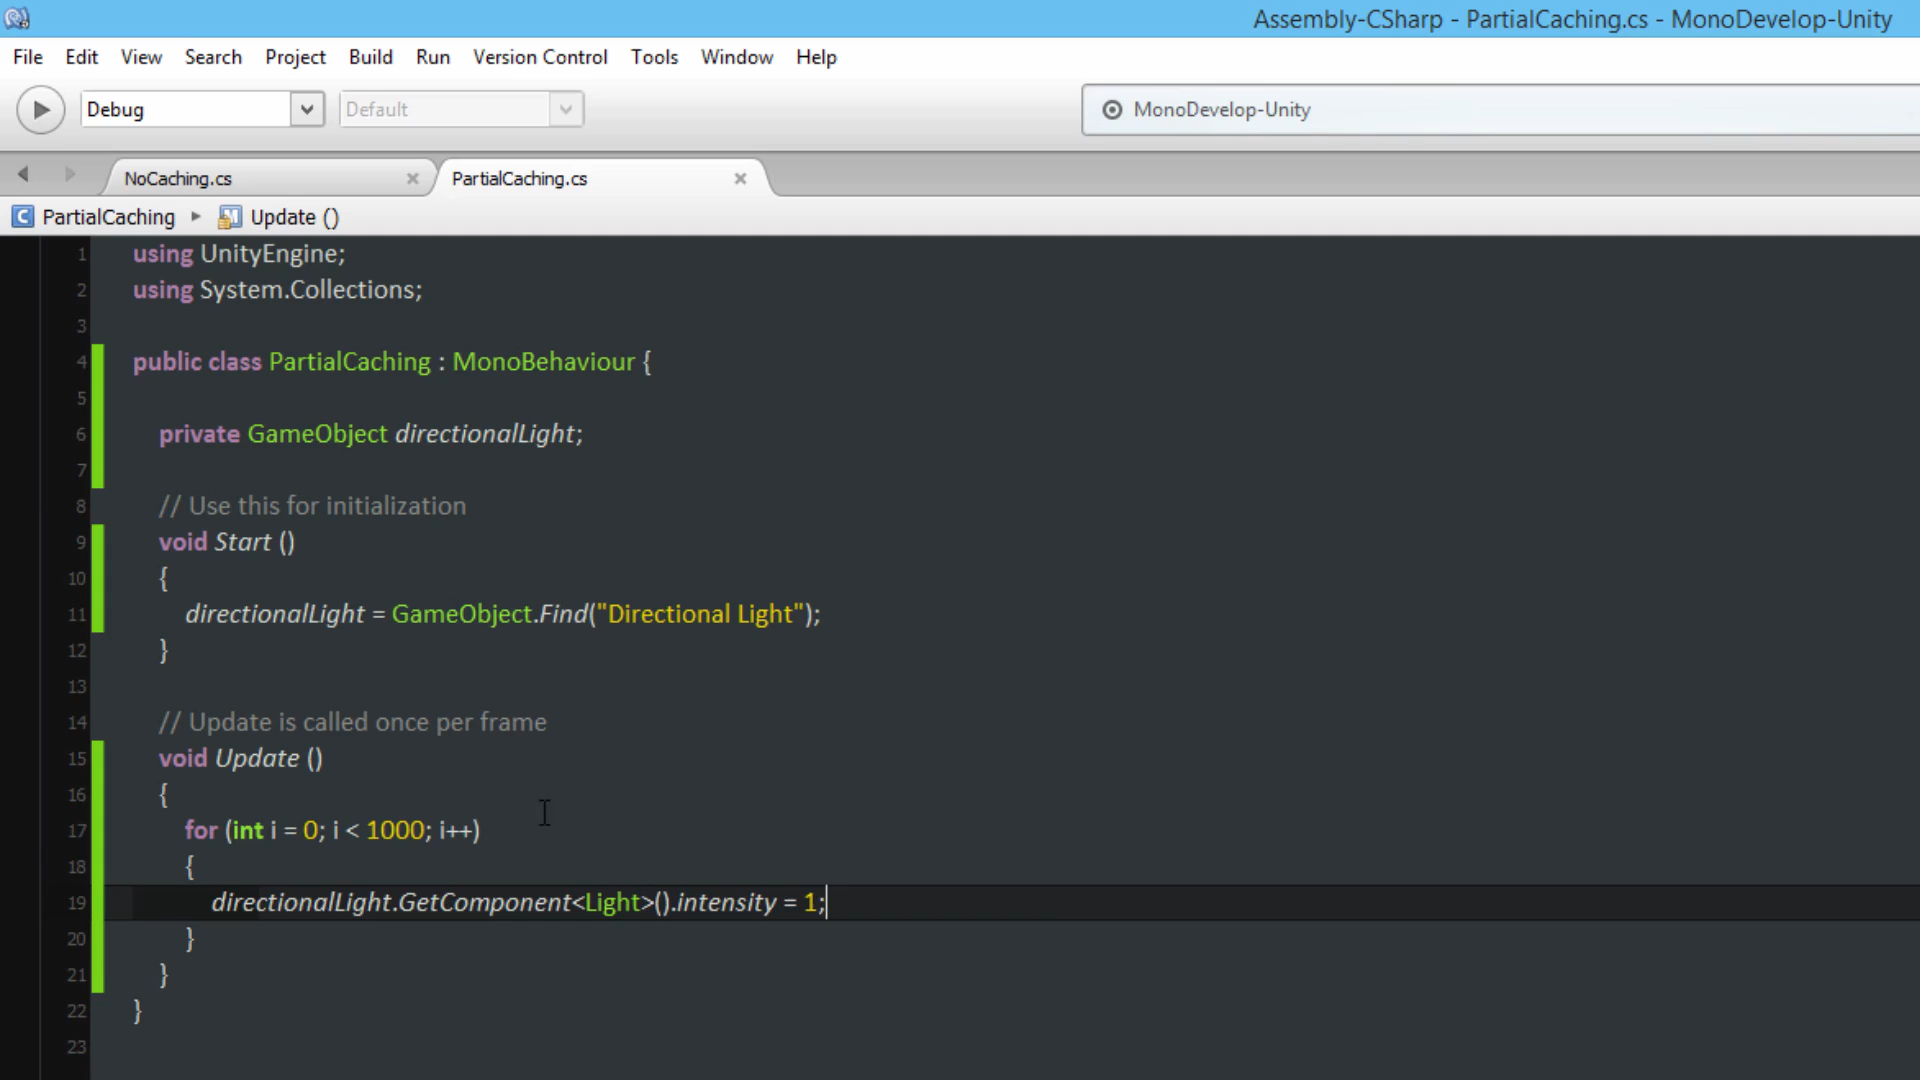 Assembly-CSharp - PartialCaching.cs - MonoDevelop-Unity
File Edit View Search Project Build Run Version Control Tools Window Help
Debug Default MonoDevelop-Unity
NoCaching.cs PartialCaching.cs
PartialCaching Update ()
1 using UnityEngine;
2 using System.Collections;
3
4 public class PartialCaching : MonoBehaviour {
5
6 private GameObject directionalLight;
7
8 // Use this for initialization
9 void Start ()
10 {
11 directionalLight = GameObject.Find("Directional Light");
12 }
13
14 // Update is called once per frame
15 void Update ()
16 {
17 for (int i = 0; i < 1000; i++)
18 {
19 directionalLight.GetComponent<Light>().intensity = 1;
20 }
21 }
22 }
23